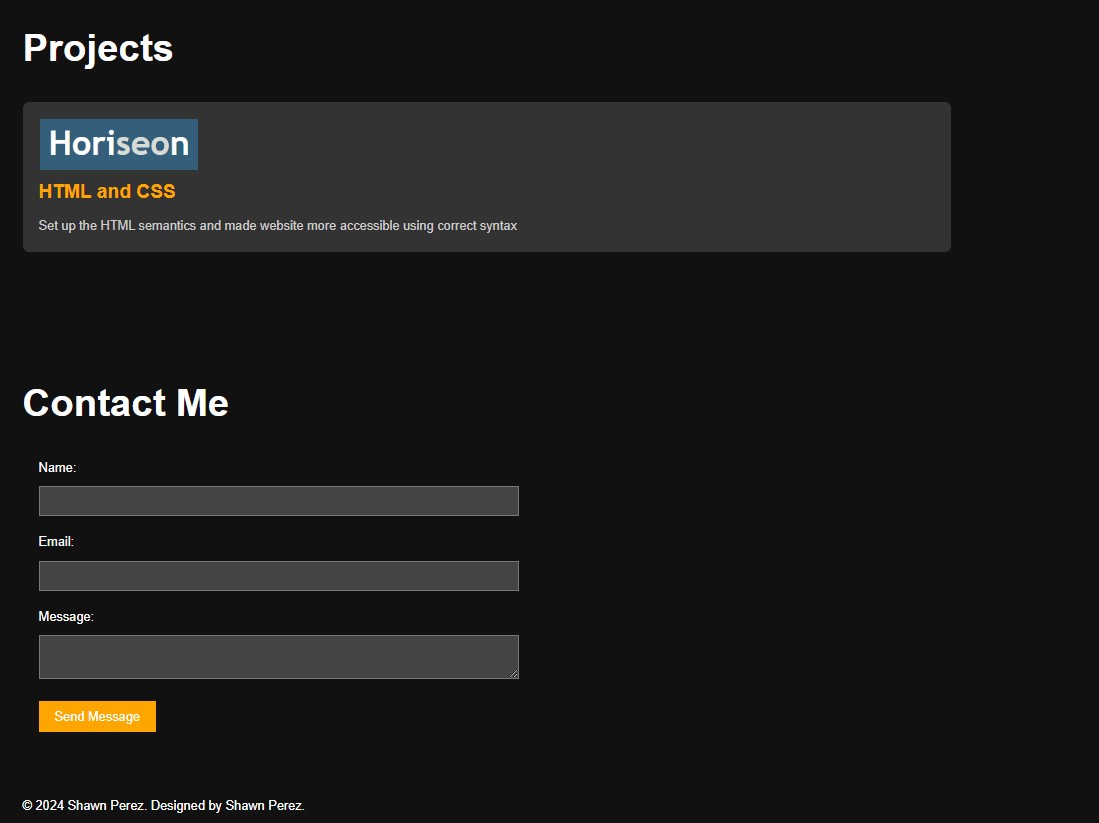 Projects
Horiseon
HTML and CSS
Set up the HTML semantics and made website more accessible using correct syntax
Contact Me
Name:
Email:
Message:
Send Message
© 2024 Shawn Perez. Designed by Shawn Perez.